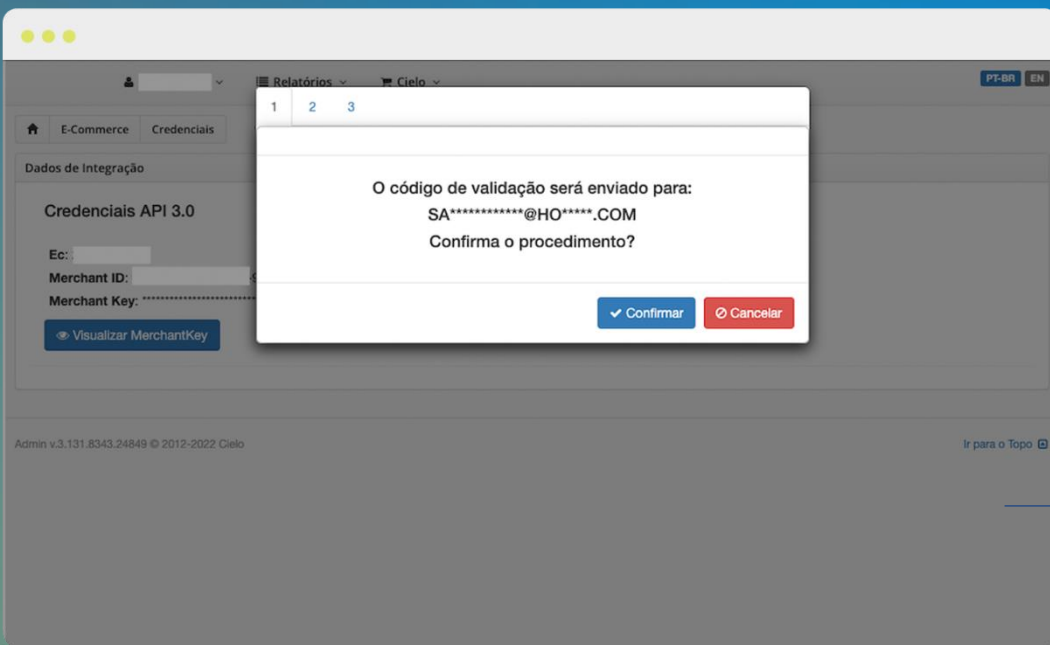 Relatórios Cielo PT-BR EN
1 2 3
E-Commerce Credenciais
Dados de Integração
O código de validação será enviado para:
SA************@HO*****.COM
Confirma o procedimento?
Credenciais API 3.0
Ec:
Merchant ID:
Merchant Key: *************************
Confirmar Cancelar
Visualizar MerchantKey
Admin v.3.131.8343.24849 © 2012-2022 Cielo
Ir para o Topo